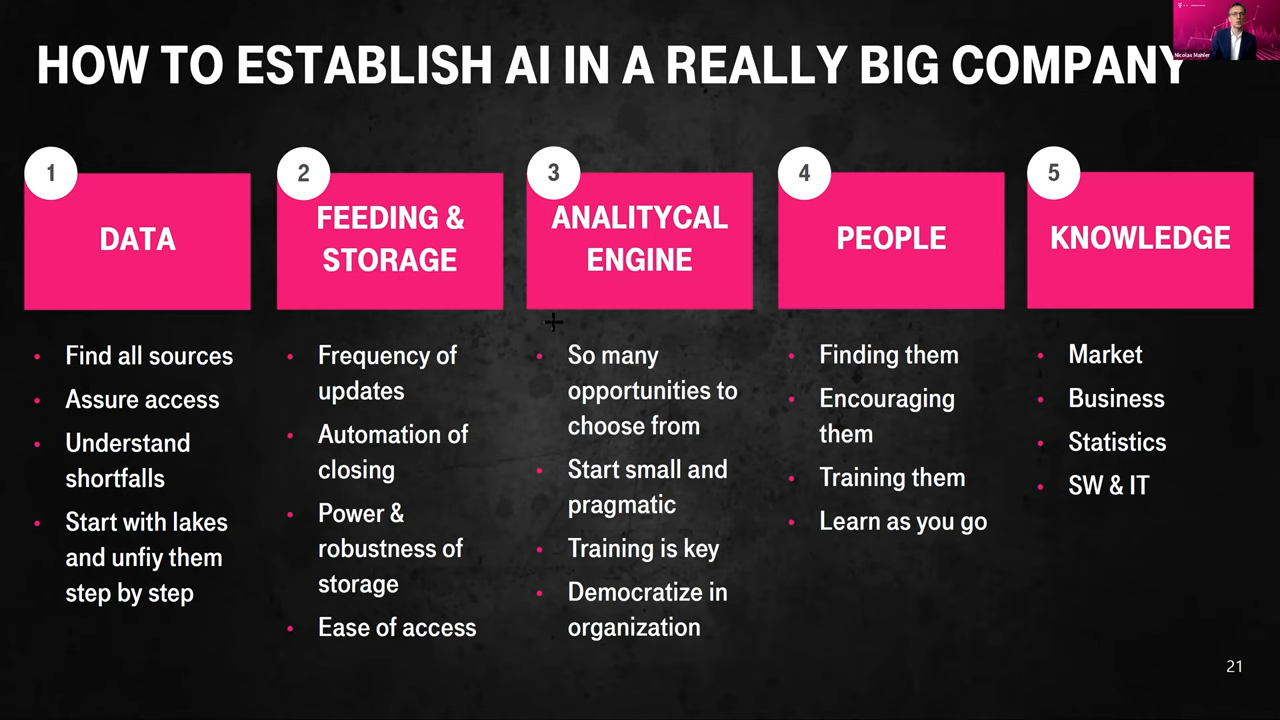 HOW TO ESTABLISH AI IN A REALLY BIG COMPANY
Nicolas Mahler
1
DATA
• Find all sources
• Assure access
• Understand
shortfalls
• Start with lakes
and unfiy them
step by step
2
FEEDING &
STORAGE
• Frequency of
updates
• Automation of
closing
• Power &
robustness of
storage
• Ease of access
3
ANALITYCAL
ENGINE
• So many
opportunities to
choose from
• Start small and
pragmatic
• Training is key
• Democratize in
organization
4
PEOPLE
• Finding them
• Encouraging
them
• Training them
• Learn as you go
5
KNOWLEDGE
• Market
• Business
• Statistics
• SW & IT
21